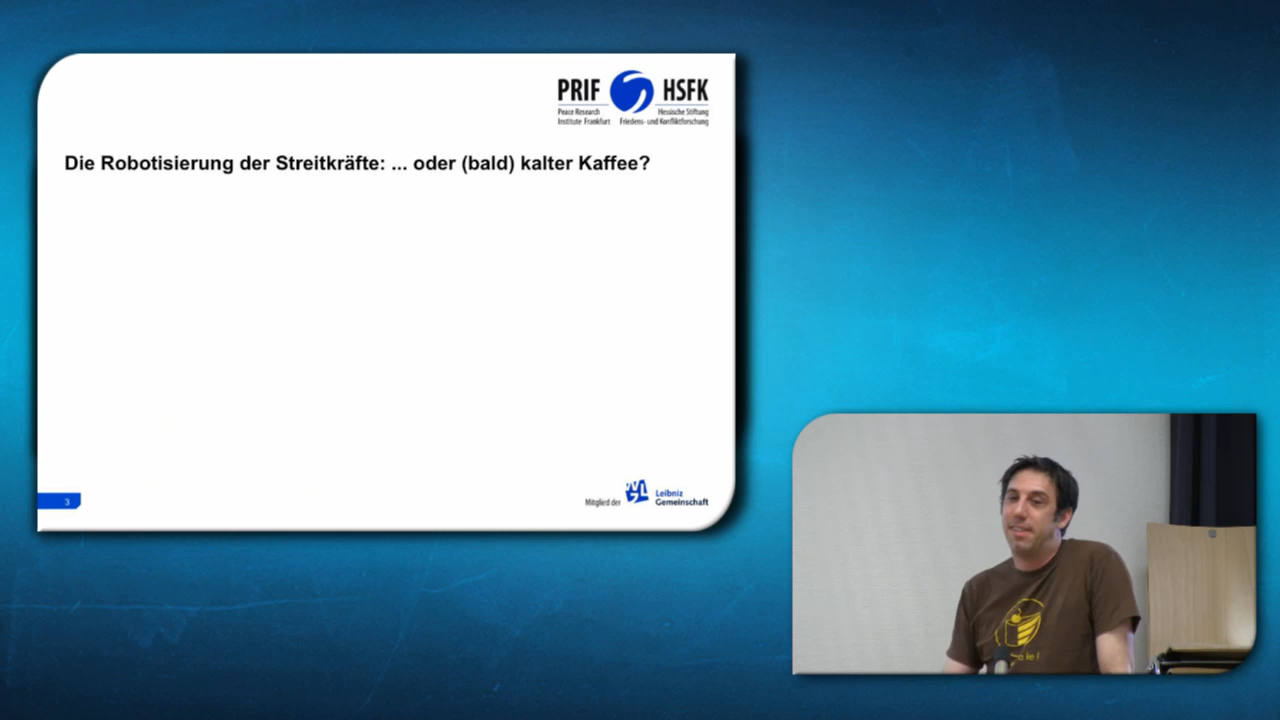 PRIF HSFK
Peace Research Hessische Stiftung
Institute Frankfurt Friedens- und Konfliktforschung
Die Robotisierung der Streitkräfte: ... oder (bald) kalter Kaffee?
3
Mitglied der
Leibniz
Gemeinschaft